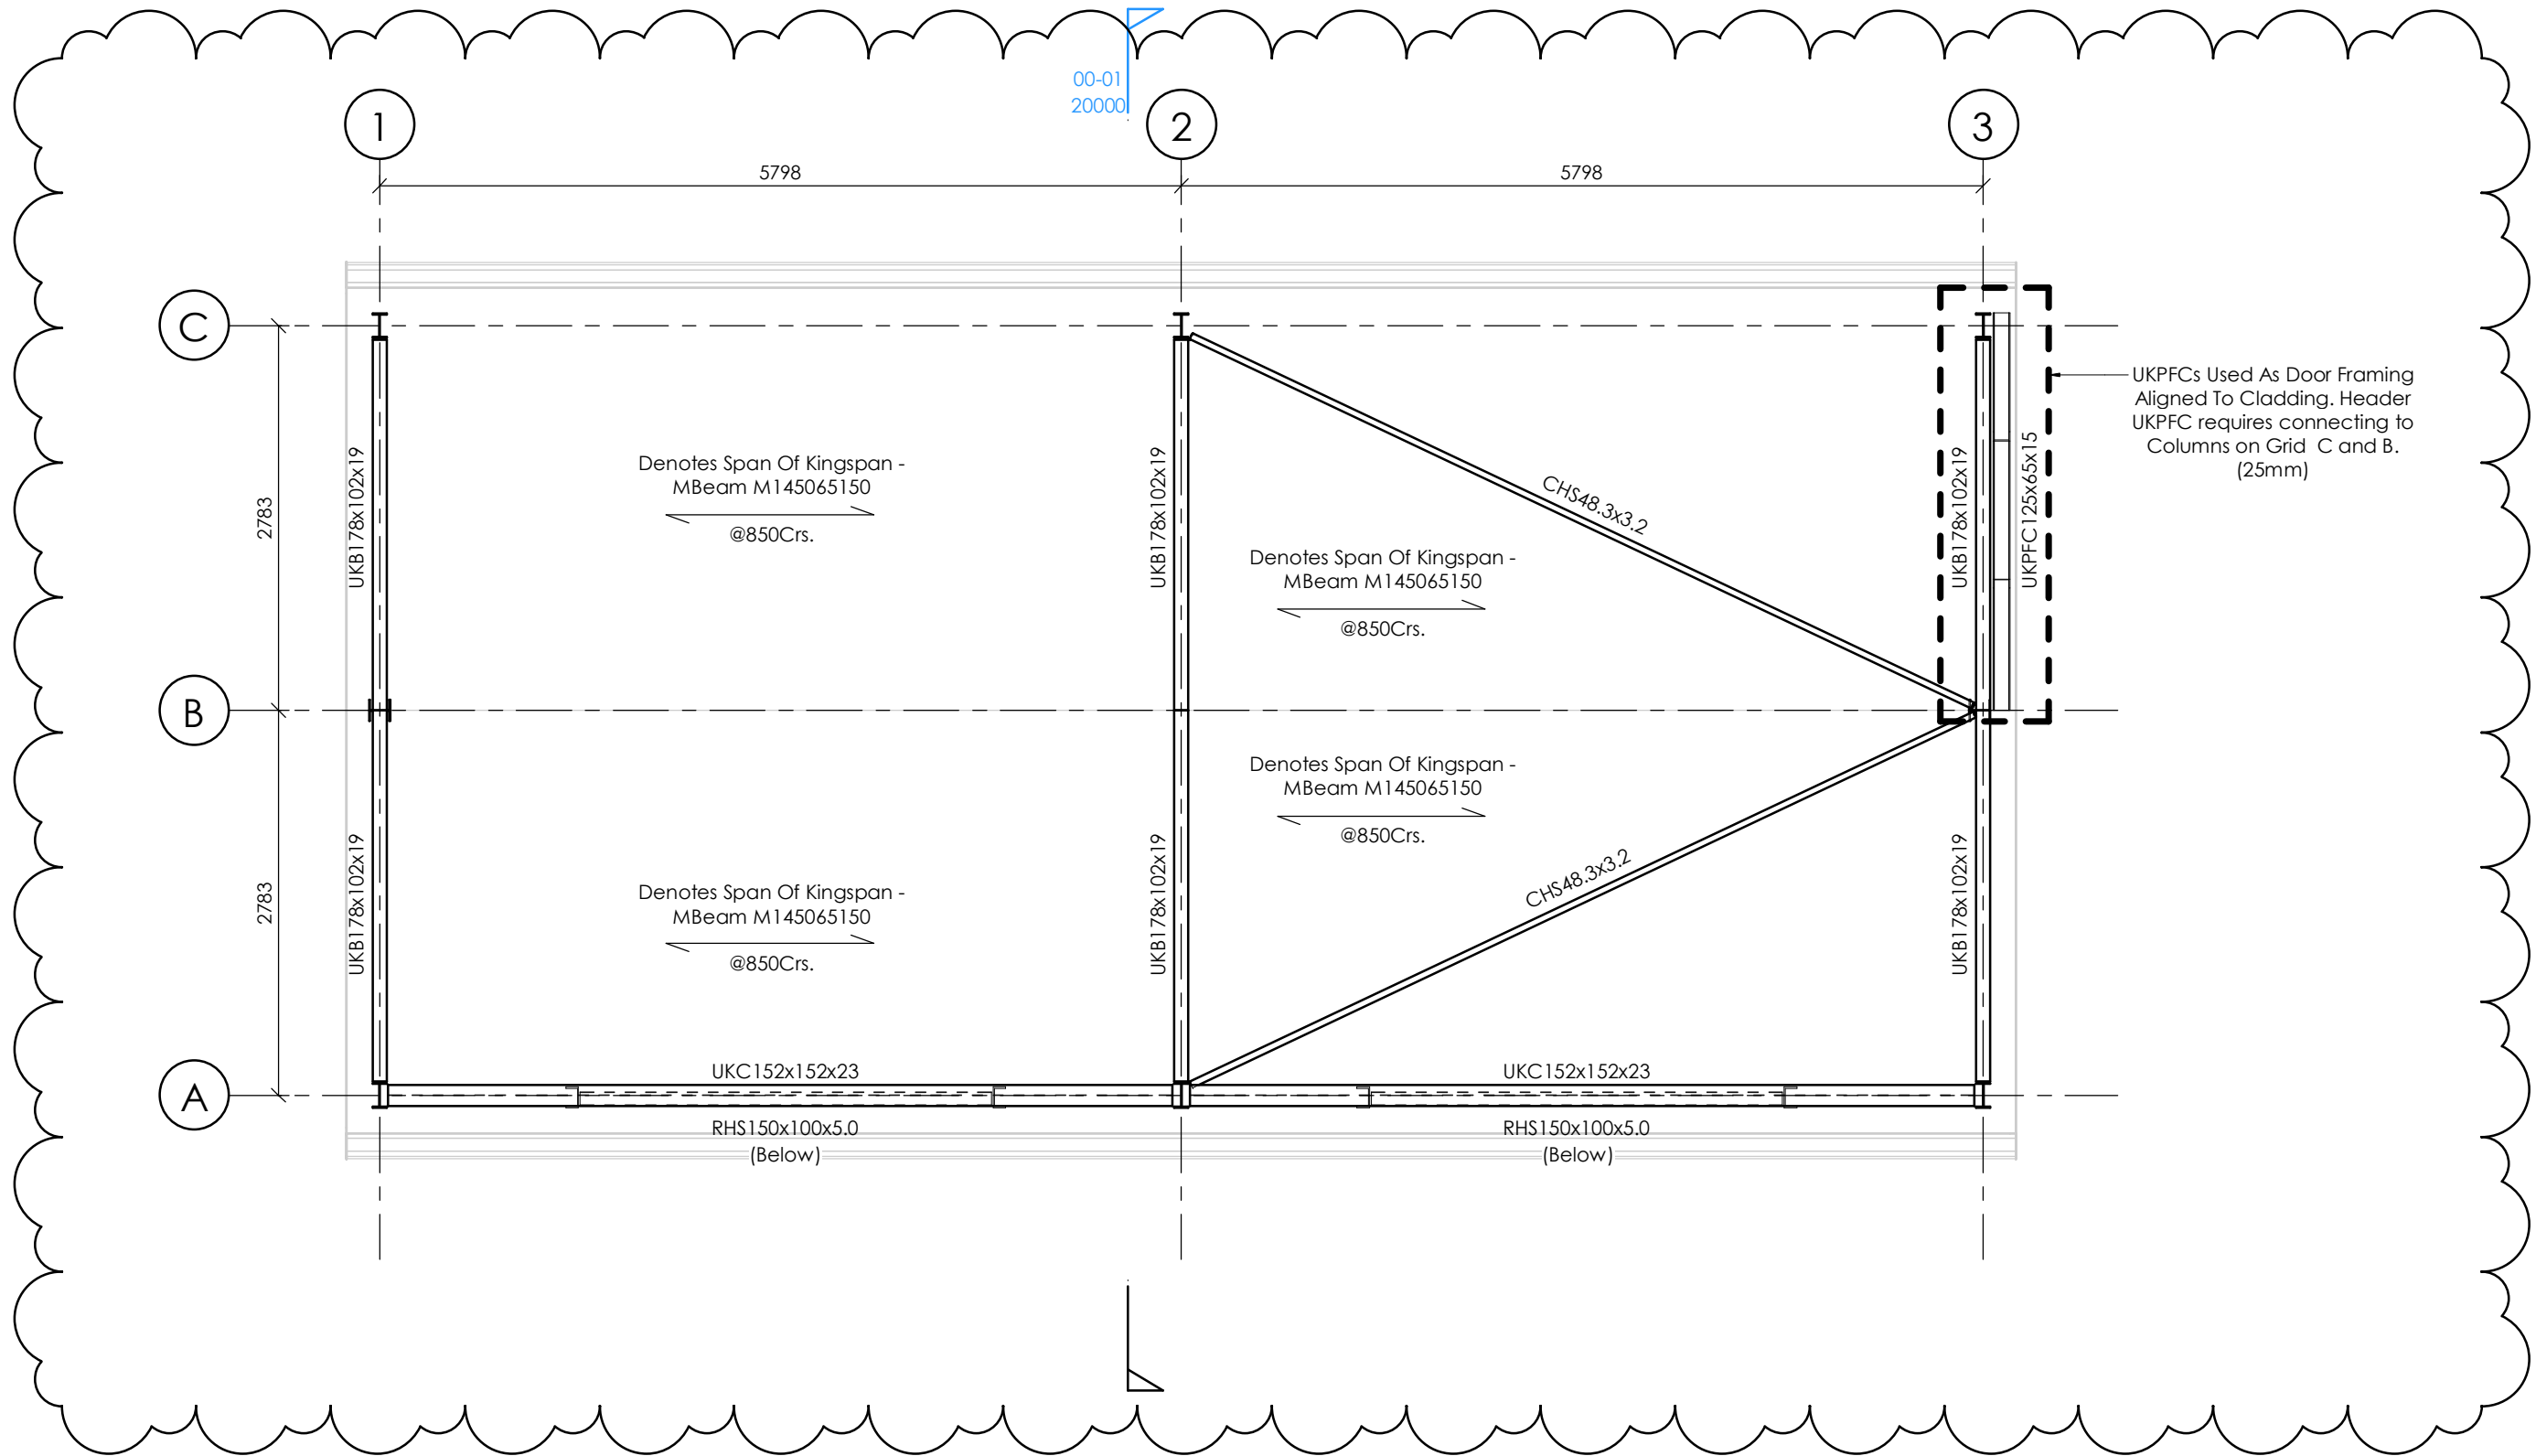 00-01
20000
1
2
3
5798
5798
C
B
A
2783
2783
UKB178x102x19
UKB178x102x19
UKB178x102x19
UKB178x102x19
UKB178x102x19
UKB178x102x19
UKPFC125x65x15
Denotes Span Of Kingspan -
MBeam M145065150
@850Crs.
Denotes Span Of Kingspan -
MBeam M145065150
@850Crs.
Denotes Span Of Kingspan -
MBeam M145065150
@850Crs.
Denotes Span Of Kingspan -
MBeam M145065150
@850Crs.
CHS48.3x3.2
CHS48.3x3.2
UKPFCs Used As Door Framing
Aligned To Cladding. Header
UKPFC requires connecting to
Columns on Grid C and B.
(25mm)
UKC152x152x23
UKC152x152x23
RHS150x100x5.0
(Below)
RHS150x100x5.0
(Below)